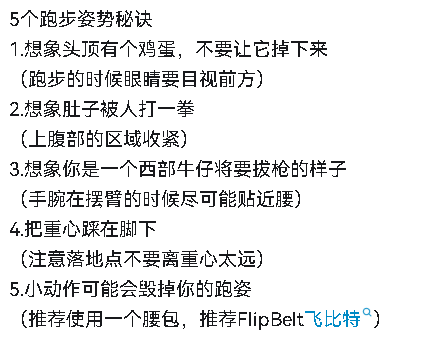 5个跑步姿势秘诀
1.想象头顶有个鸡蛋，不要让它掉下来
（跑步的时候眼睛要目视前方）
2.想象肚子被人打一拳
（上腹部的区域收紧）
3.想象你是一个西部牛仔将要拔枪的样子
（手腕在摆臂的时候尽可能贴近腰）
4.把重心踩在脚下
（注意落地点不要离重心太远）
5.小动作可能会毁掉你的跑姿
（推荐使用一个腰包，推荐FlipBelt飞比特）